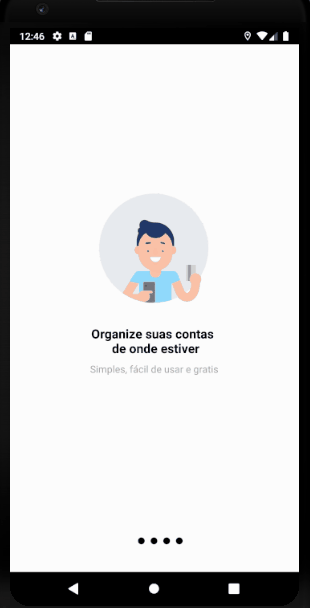 12:46
Organize suas contas
de onde estiver
Simples, fácil de usar e gratis